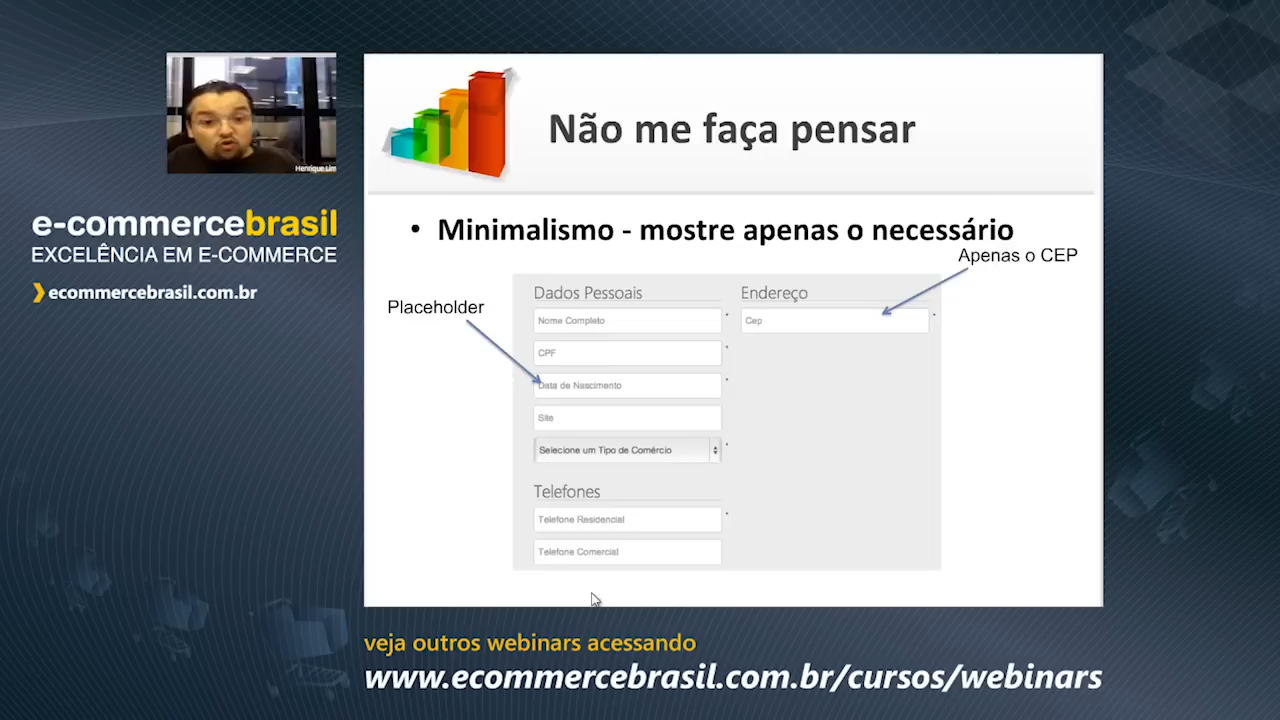 Henrique Lim
e-commercebrasil
EXCELÊNCIA EM E-COMMERCE
ecommercebrasil.com.br
Não me faça pensar
• Minimalismo - mostre apenas o necessário
Apenas o CEP
Placeholder
Dados Pessoais
Nome Completo *
CPF *
Data de Nascimento *
Site
Selecione um Tipo de Comércio *
Telefones
Telefone Residencial *
Telefone Comercial
Endereço
Cep *
veja outros webinars acessando
www.ecommercebrasil.com.br/cursos/webinars